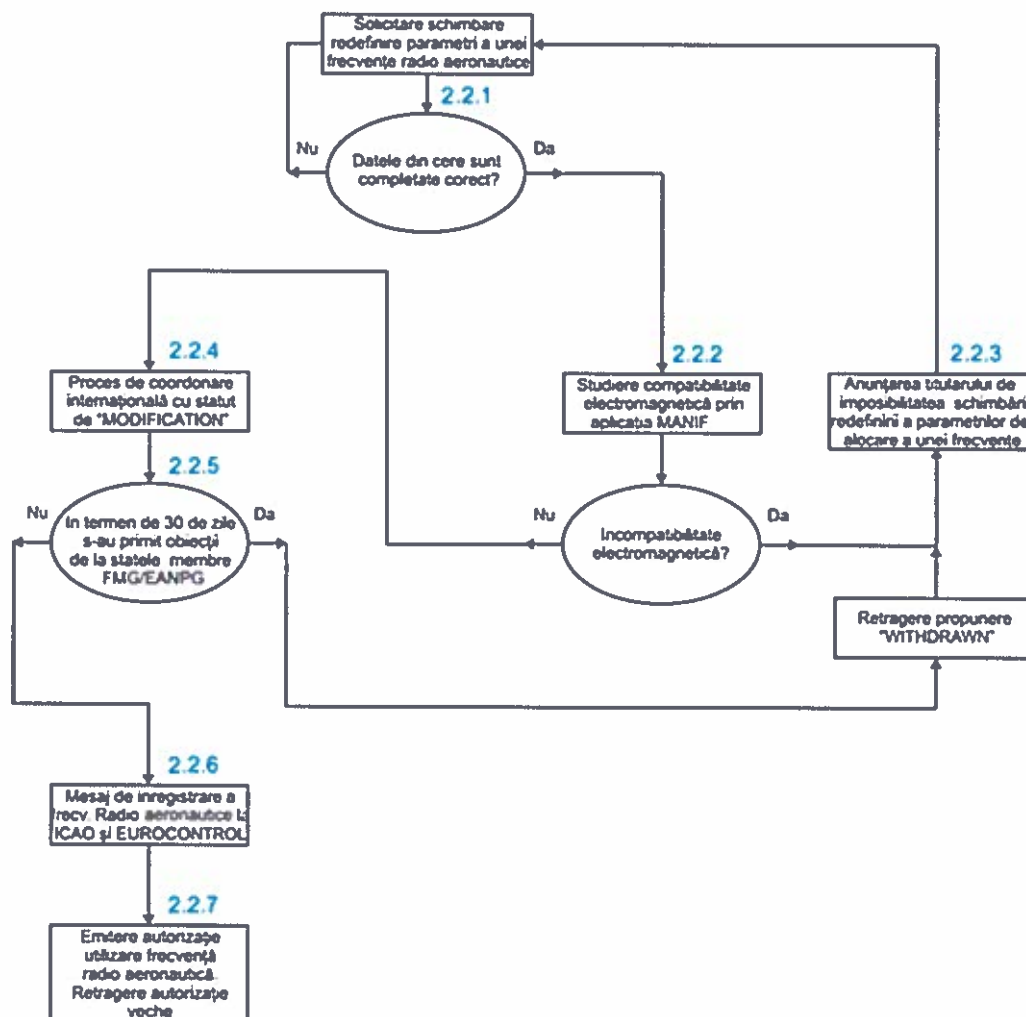 Solicitare schimbare
redefinire parametri a unei
frecvențe radio aeronautice
2.2.1
Nu
Da
Datele din cere sunt
completate corect?
2.2.4
Proces de coordonare
internațională cu statut
de "MODIFICATION"
2.2.2
Studiere compatibilitate
electromagnetică prin
aplicația MANIF
2.2.3
Anunțarea titularului de
imposibilitatea schimbării
redefinirii a parametrilor de
alocare a unei frecvențe
2.2.5
Nu
Da
In termen de 30 de zile
s-au primit obiecții
de la statele membre
FMG/EANPG
Nu
Da
Incompatibilitate
electromagnetică?
Retragere propunere
"WITHDRAWN"
2.2.6
Mesaj de inregistrare a
frecv. Radio aeronautice la
ICAO și EUROCONTROL
2.2.7
Emitere autorizație
utilizare frecvență
radio aeronautică.
Retragere autorizație
veche